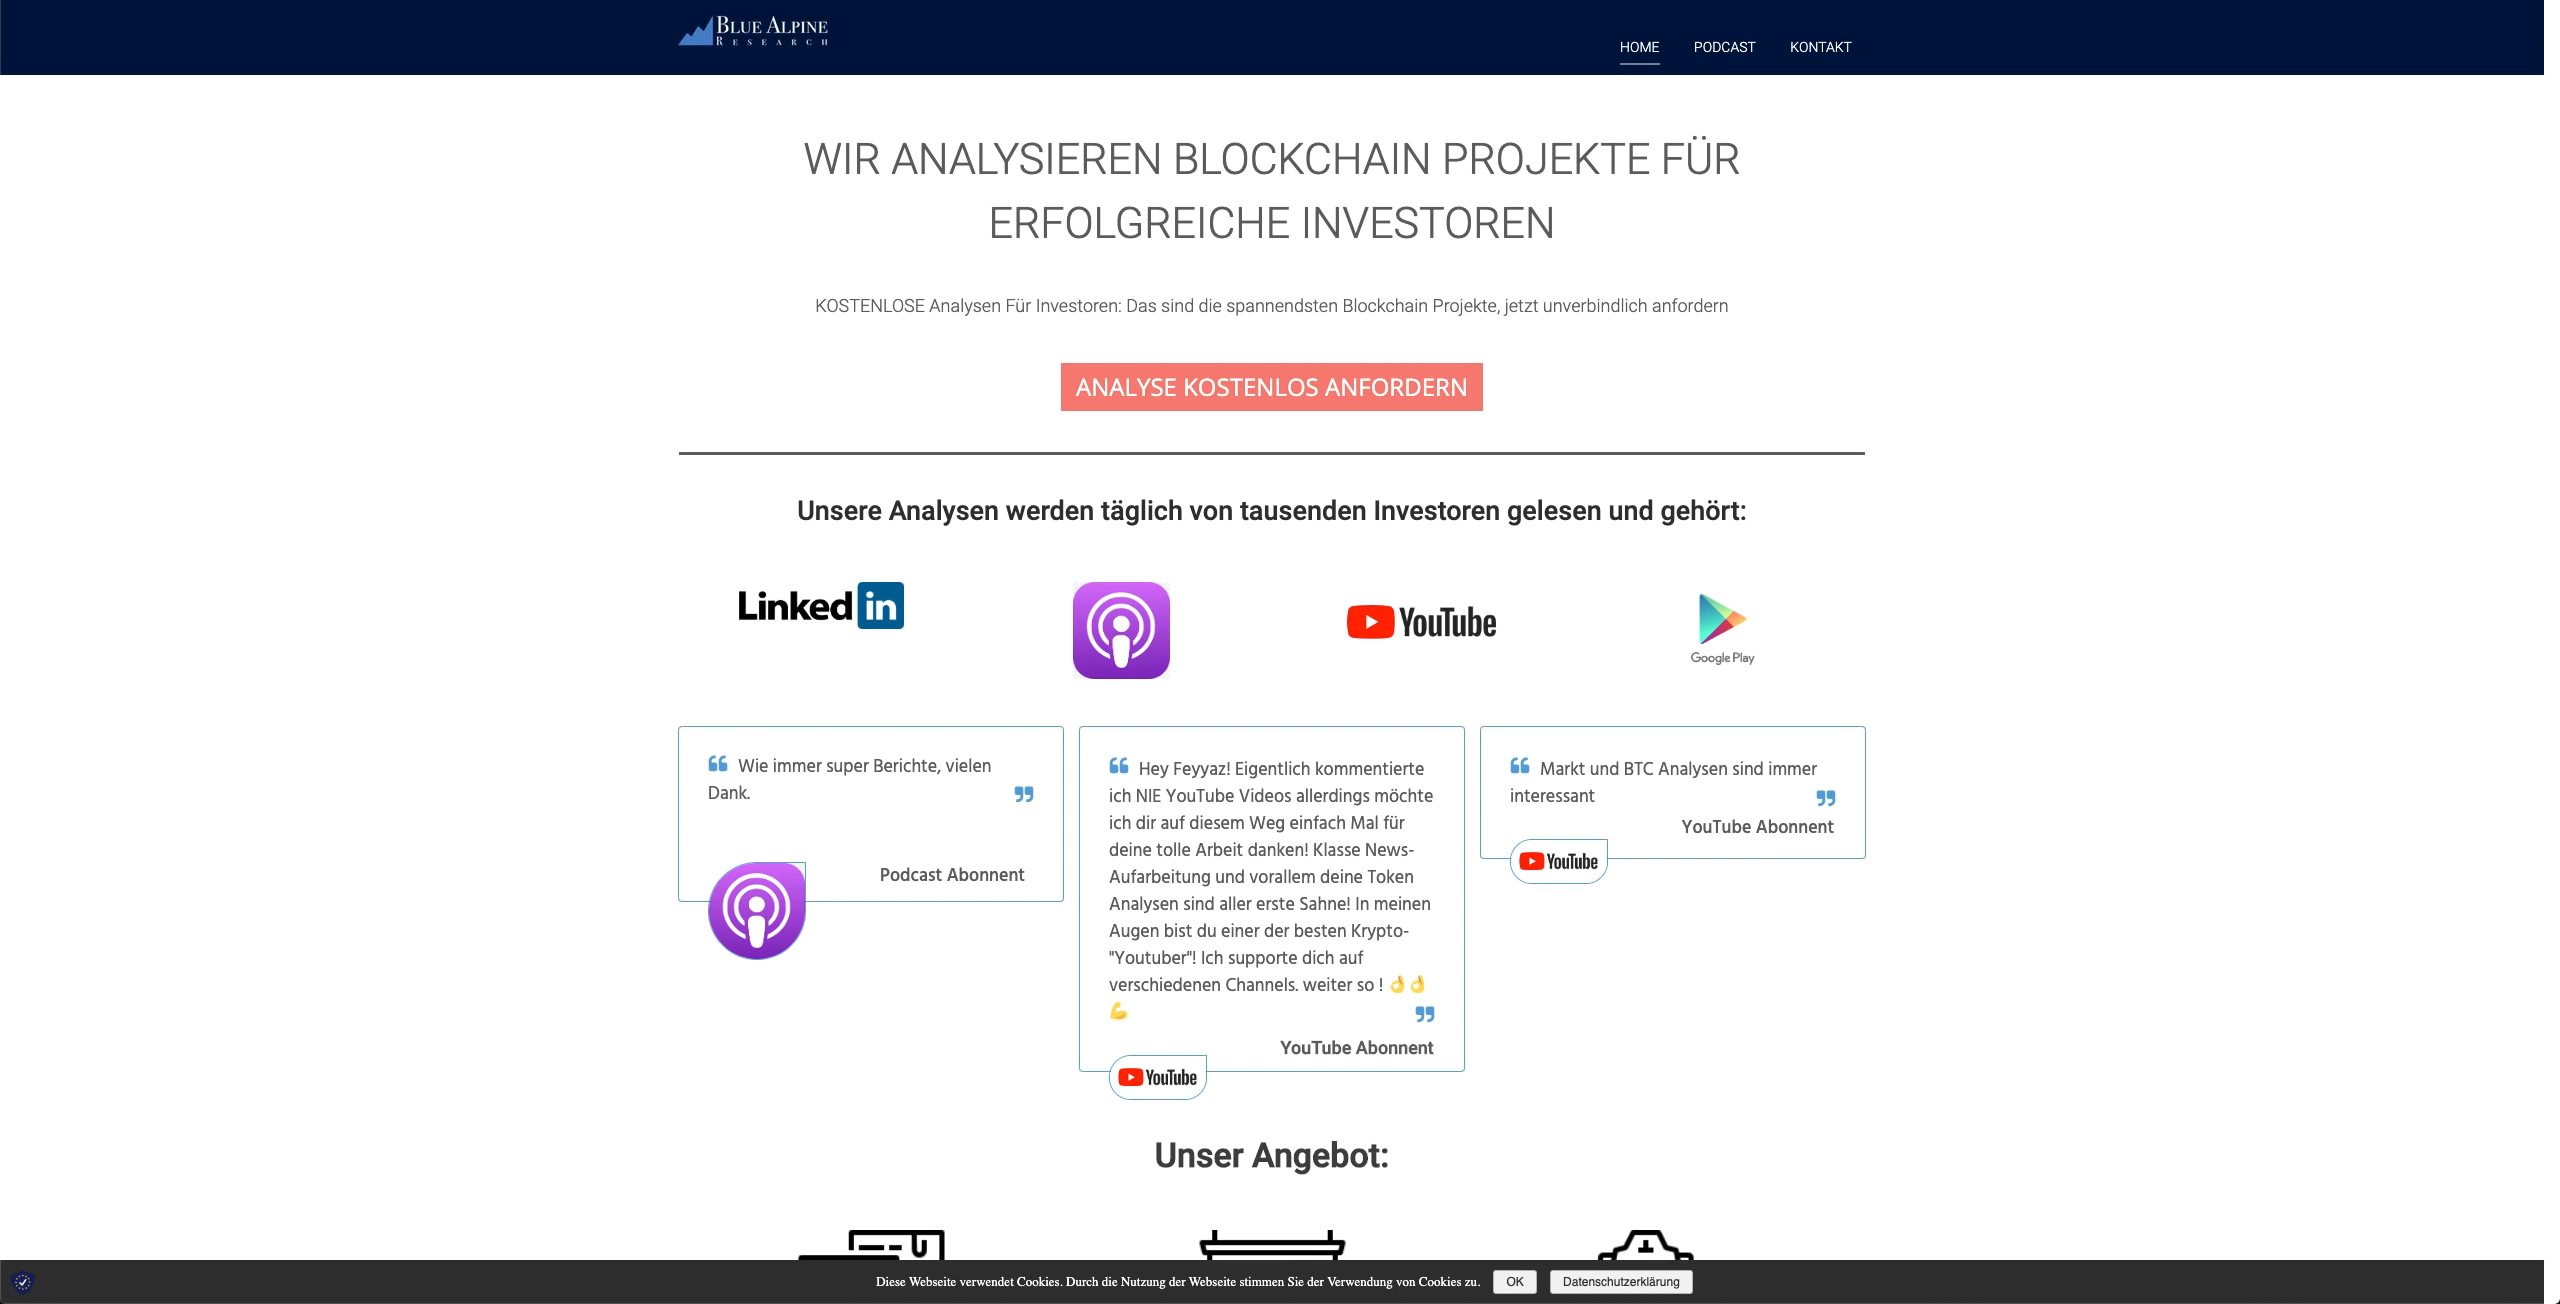 BLUE ALPINE
RESEARCH
HOME PODCAST KONTAKT
WIR ANALYSIEREN BLOCKCHAIN PROJEKTE FÜR
ERFOLGREICHE INVESTOREN
KOSTENLOSE Analysen Für Investoren: Das sind die spannendsten Blockchain Projekte, jetzt unverbindlich anfordern
ANALYSE KOSTENLOS ANFORDERN
Unsere Analysen werden täglich von tausenden Investoren gelesen und gehört:
Linked in
YouTube
Google Play
❝ Wie immer super Berichte, vielen
Dank. ❞
Podcast Abonnent
❝ Hey Feyyaz! Eigentlich kommentierte
ich NIE YouTube Videos allerdings möchte
ich dir auf diesem Weg einfach Mal für
deine tolle Arbeit danken! Klasse News-
Aufarbeitung und vorallem deine Token
Analysen sind aller erste Sahne! In meinen
Augen bist du einer der besten Krypto-
"Youtuber"! Ich supporte dich auf
verschiedenen Channels. weiter so ! 👌👌
💪 ❞
YouTube Abonnent
YouTube
❝ Markt und BTC Analysen sind immer
interessant ❞
YouTube Abonnent
YouTube
Unser Angebot:
Diese Webseite verwendet Cookies. Durch die Nutzung der Webseite stimmen Sie der Verwendung von Cookies zu. OK Datenschutzerklärung